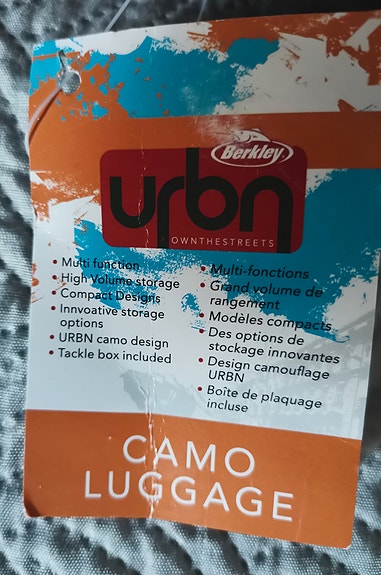 Berkley
urbn
OWNTHESTREETS
• Multi function
• High Volume storage
• Compact Designs
• Innvoative storage
options
• URBN camo design
• Tackle box included
• Multi-fonctions
• Grand volume de
rangement
• Modèles compacts
• Des options de
stockage innovantes
• Design camouflage
URBN
• Boîte de plaquage
incluse
CAMO
LUGGAGE